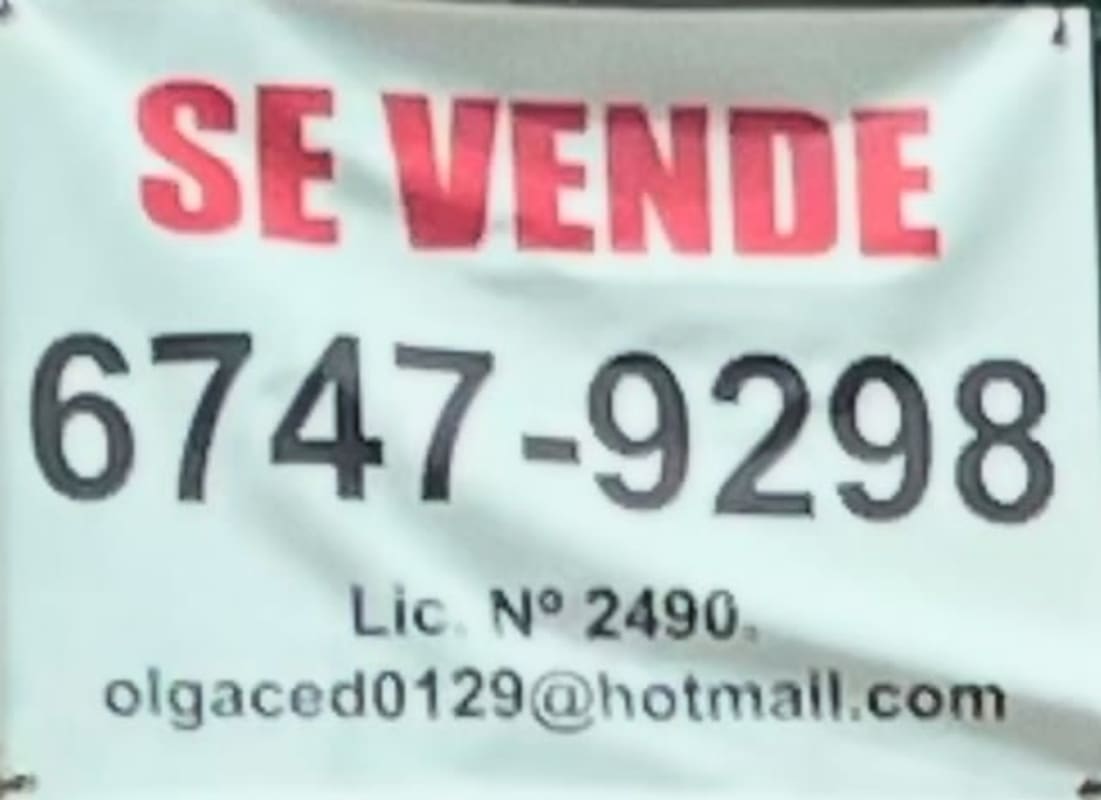 SE VENDE
6747-9298
Lic. Nº 2490.
olgaced0129@hotmail.com